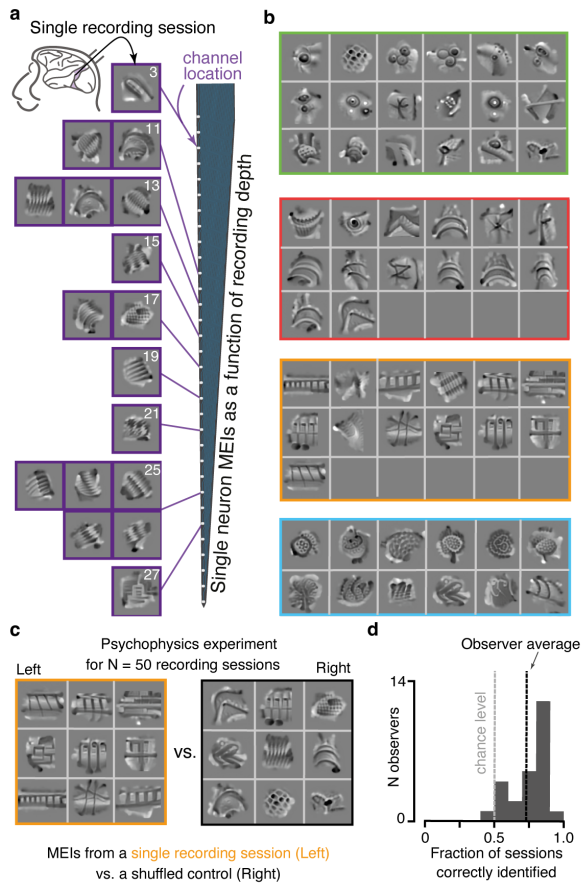 a
Single recording session
channel
location
3
11
13
15
17
19
21
25
27
Single neuron MEIs as a function of recording depth
b
c
Psychophysics experiment
for N = 50 recording sessions
Left
Right
vs.
MEIs from a single recording session (Left)
vs. a shuffled control (Right)
d
Observer average
14
chance level
N observers
0
0
0.5
1.0
Fraction of sessions
correctly identified